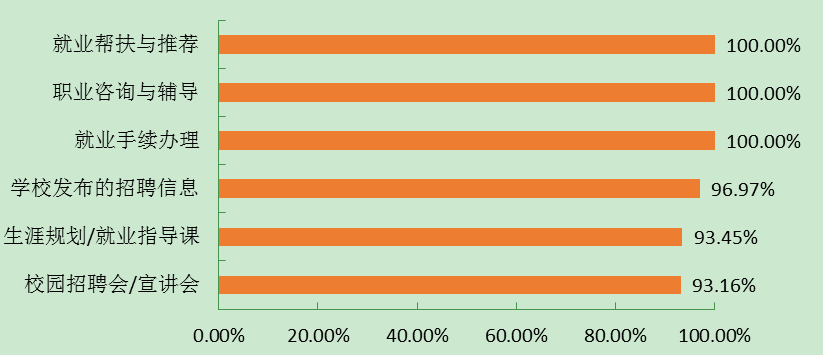 就业帮扶与推荐 100.00%
职业咨询与辅导 100.00%
就业手续办理 100.00%
学校发布的招聘信息 96.97%
生涯规划/就业指导课 93.45%
校园招聘会/宣讲会 93.16%
0.00% 20.00% 40.00% 60.00% 80.00% 100.00%